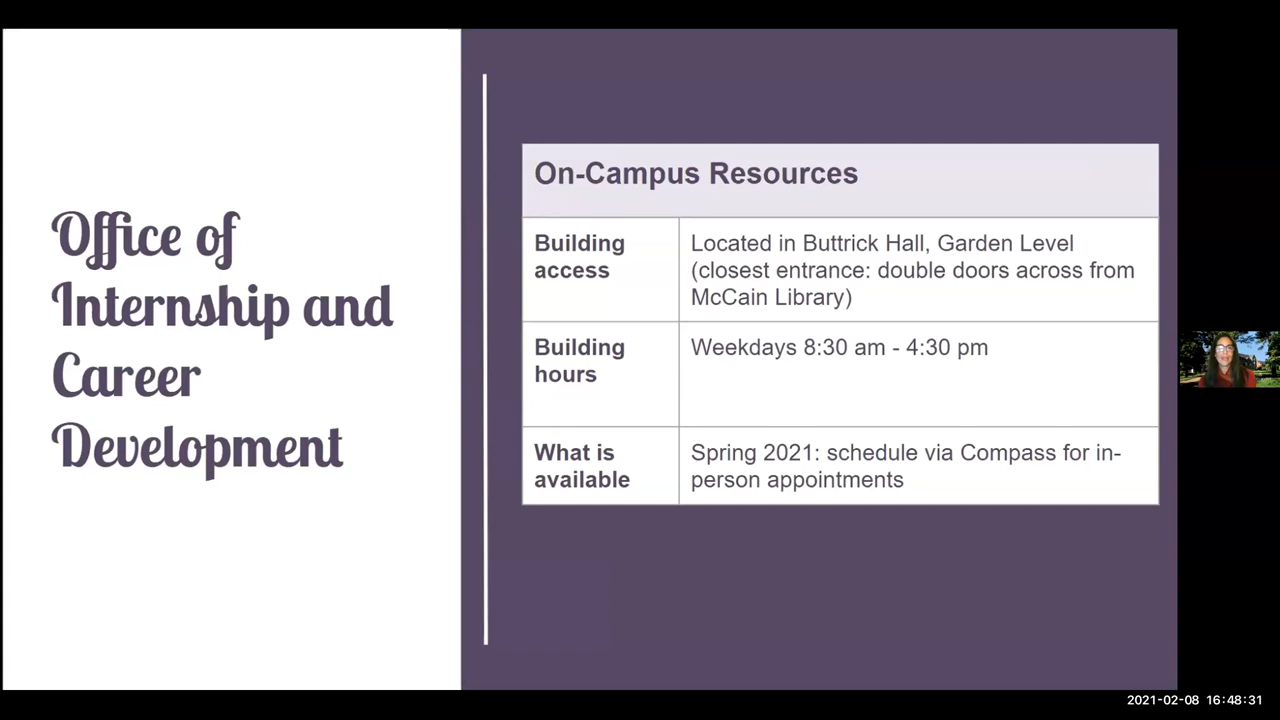 Office of
Internship and
Career
Development
On-Campus Resources
Building
access
Located in Buttrick Hall, Garden Level
(closest entrance: double doors across from
McCain Library)
Building
hours
Weekdays 8:30 am - 4:30 pm
What is
available
Spring 2021: schedule via Compass for in-
person appointments
2021-02-08 16:48:31